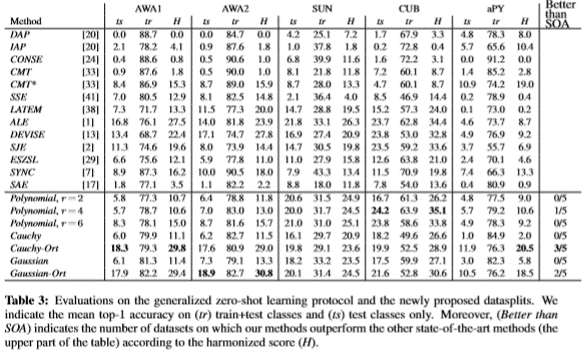 AWA1 AWA2 SUN CUB aPY Better than SOA
Method ts tr H ts tr H ts tr H ts tr H ts tr H
DAP [20] 0.0 88.7 0.0 0.0 84.7 0.0 4.2 25.1 7.2 1.7 67.9 3.3 4.8 78.3 8.0
IAP [20] 2.1 78.2 4.1 0.9 87.6 1.8 1.0 37.8 1.8 0.2 72.8 0.4 5.7 65.6 10.4
CONSE [24] 0.4 88.6 0.8 0.5 90.6 1.0 6.8 39.9 11.6 1.6 72.2 3.1 0.0 91.2 0.0
CMT [33] 0.9 87.6 1.8 0.5 90.0 1.0 8.1 21.8 11.8 7.2 60.1 8.7 1.4 85.2 2.8
CMT* [33] 8.4 86.9 15.3 8.7 89.0 15.9 8.7 28.0 13.3 4.7 60.1 8.7 10.9 74.2 19.0
SSE [41] 7.0 80.5 12.9 8.1 82.5 14.8 2.1 36.4 4.0 8.5 46.9 14.4 0.2 78.9 0.4
LATEM [38] 7.3 71.7 13.3 11.5 77.3 20.0 14.7 28.8 19.5 15.2 57.3 24.0 0.1 73.0 0.2
ALE [1] 16.8 76.1 27.5 14.0 81.8 23.9 21.8 33.1 26.3 23.7 62.8 34.4 4.6 73.7 8.7
DEVISE [13] 13.4 68.7 22.4 17.1 74.7 27.8 16.9 27.4 20.9 23.8 53.0 32.8 4.9 76.9 9.2
SJE [2] 11.3 74.6 19.6 8.0 73.9 14.4 14.7 30.5 19.8 23.5 59.2 33.6 3.7 55.7 6.9
ESZSL [29] 6.6 75.6 12.1 5.9 77.8 11.0 11.0 27.9 15.8 12.6 63.8 21.0 2.4 70.1 4.6
SYNC [7] 8.9 87.3 16.2 10.0 90.5 18.0 7.9 43.3 13.4 11.5 70.9 19.8 7.4 66.3 13.3
SAE [17] 1.8 77.1 3.5 1.1 82.2 2.2 8.8 18.0 11.8 7.8 54.0 13.6 0.4 80.9 0.9
Polynomial, r=2 5.8 77.3 10.7 6.4 78.8 11.8 20.6 31.5 24.9 16.7 61.3 26.2 4.8 77.5 9.0 0/5
Polynomial, r=4 5.7 78.7 10.6 7.0 83.0 13.0 20.0 31.7 24.5 24.2 63.9 35.1 5.7 79.2 10.6 1/5
Polynomial, r=6 8.3 78.1 15.0 8.7 81.6 15.7 21.0 31.0 25.1 23.8 58.6 33.8 4.9 78.3 9.2 0/5
Cauchy 6.0 79.9 11.1 6.2 82.7 11.5 16.1 29.7 20.9 18.2 49.6 26.6 1.0 84.9 2.0 0/5
Cauchy-Ort 18.3 79.3 29.8 17.6 80.9 29.0 19.8 29.1 23.6 19.9 52.5 28.9 11.9 76.3 20.5 3/5
Gaussian 6.1 81.3 11.4 7.3 79.1 13.3 18.2 33.2 23.5 17.5 59.9 27.1 3.0 82.3 5.8 0/5
Gaussian-Ort 17.9 82.2 29.4 18.9 82.7 30.8 20.1 31.4 24.5 21.6 52.8 30.6 10.5 76.2 18.5 2/5
Table 3: Evaluations on the generalized zero-shot learning protocol and the newly proposed datasplits. We
indicate the mean top-1 accuracy on (tr) train+test classes and (ts) test classes only. Moreover, (Better than
SOA) indicates the number of datasets on which our methods outperform the other state-of-the-art methods (the
upper part of the table) according to the harmonized score (H).